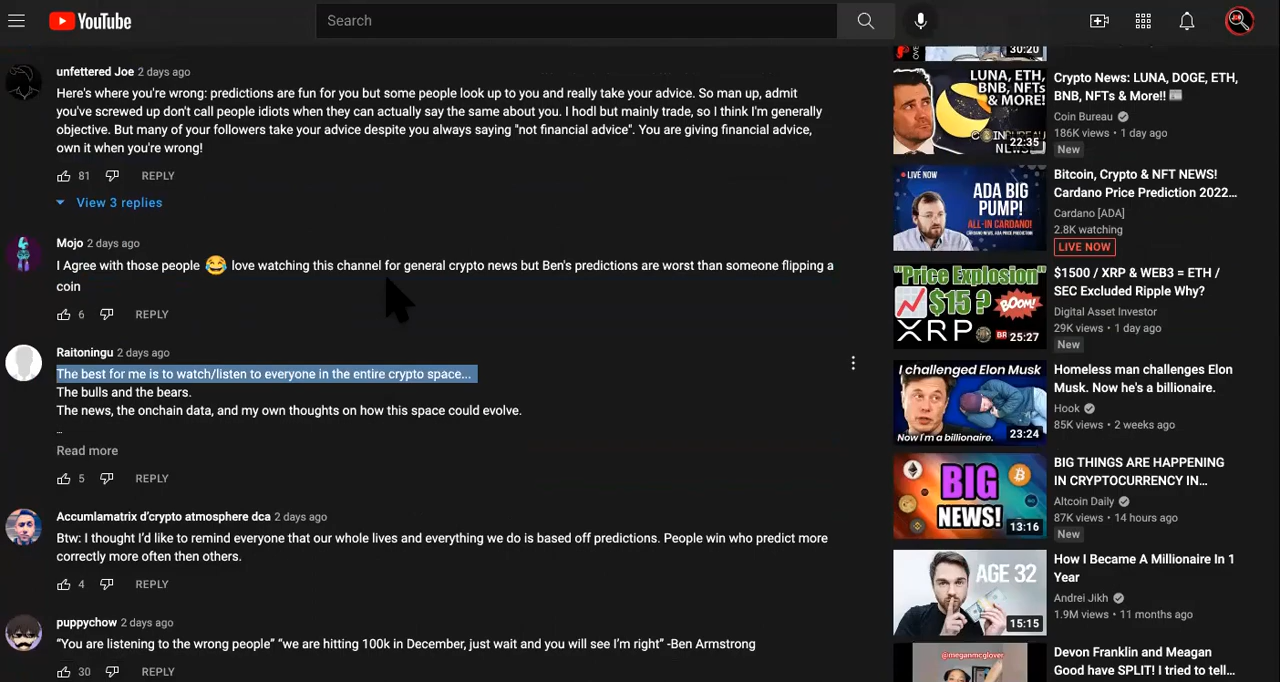 YouTube
Search
unfettered Joe 2 days ago
Here's where you're wrong: predictions are fun for you but some people look up to you and really take your advice. So man up, admit
you've screwed up don't call people idiots when they can actually say the same about you. I hodl but mainly trade, so I think I'm generally
objective. But many of your followers take your advice despite you always saying "not financial advice". You are giving financial advice,
own it when you're wrong!
81 REPLY
View 3 replies
Mojo 2 days ago
I Agree with those people 😂 love watching this channel for general crypto news but Ben's predictions are worst than someone flipping a
coin
6 REPLY
Raitoningu 2 days ago
The best for me is to watch/listen to everyone in the entire crypto space...
The bulls and the bears.
The news, the onchain data, and my own thoughts on how this space could evolve.
..
Read more
5 REPLY
Accumlamatrix d'crypto atmosphere dca 2 days ago
Btw: I thought I'd like to remind everyone that our whole lives and everything we do is based off predictions. People win who predict more
correctly more often then others.
4 REPLY
puppychow 2 days ago
“You are listening to the wrong people” “we are hitting 100k in December, just wait and you will see I'm right” -Ben Armstrong
30 REPLY
30:20
LUNA, ETH,
BNB, NFTs
& MORE!
22:35
Crypto News: LUNA, DOGE, ETH,
BNB, NFTs & More!!
Coin Bureau
186K views • 1 day ago
New
LIVE NOW
ADA BIG
PUMP!
ALL-IN CARDANO!
CARDANO NEWS, ADA PRICE PREDICTION
Bitcoin, Crypto & NFT NEWS!
Cardano Price Prediction 2022...
Cardano [ADA]
2.8K watching
LIVE NOW
"Price Explosion"
$15 ?
BOOM!
XRP
25:27
$1500 / XRP & WEB3 = ETH /
SEC Excluded Ripple Why?
Digital Asset Investor
29K views • 1 day ago
New
I challenged Elon Musk
Now I'm a billionaire.
23:24
Homeless man challenges Elon
Musk. Now he's a billionaire.
Hook
85K views • 2 weeks ago
BIG
NEWS!
13:16
BIG THINGS ARE HAPPENING
IN CRYPTOCURRENCY IN...
Altcoin Daily
87K views • 14 hours ago
New
AGE 32
15:15
How I Became A Millionaire In 1
Year
Andrei Jikh
1.9M views • 11 months ago
@meganmcglover
Devon Franklin and Meagan
Good have SPLIT! I tried to tell...